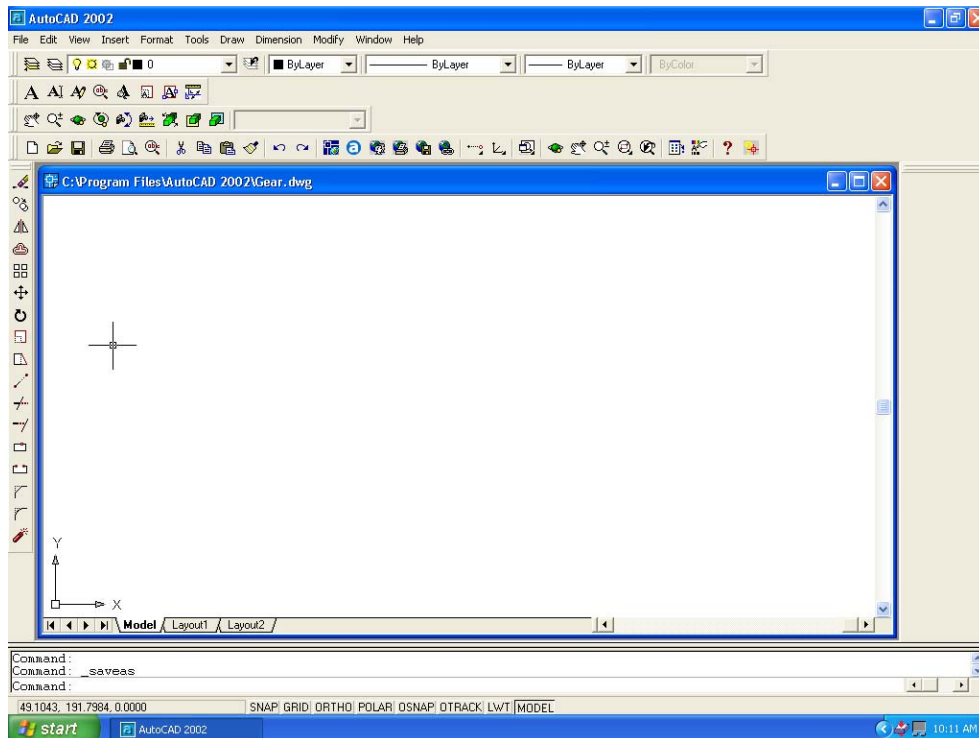 AutoCAD 2002
File Edit View Insert Format Tools Draw Dimension Modify Window Help
0 ByLayer ByLayer ByLayer ByColor
C:\Program Files\AutoCAD 2002\Gear.dwg
Y
X
Model Layout1 Layout2
Command:
Command: _saveas
Command:
49.1043, 191.7984, 0.0000 SNAP GRID ORTHO POLAR OSNAP OTRACK LWT MODEL
start AutoCAD 2002 10:11 AM